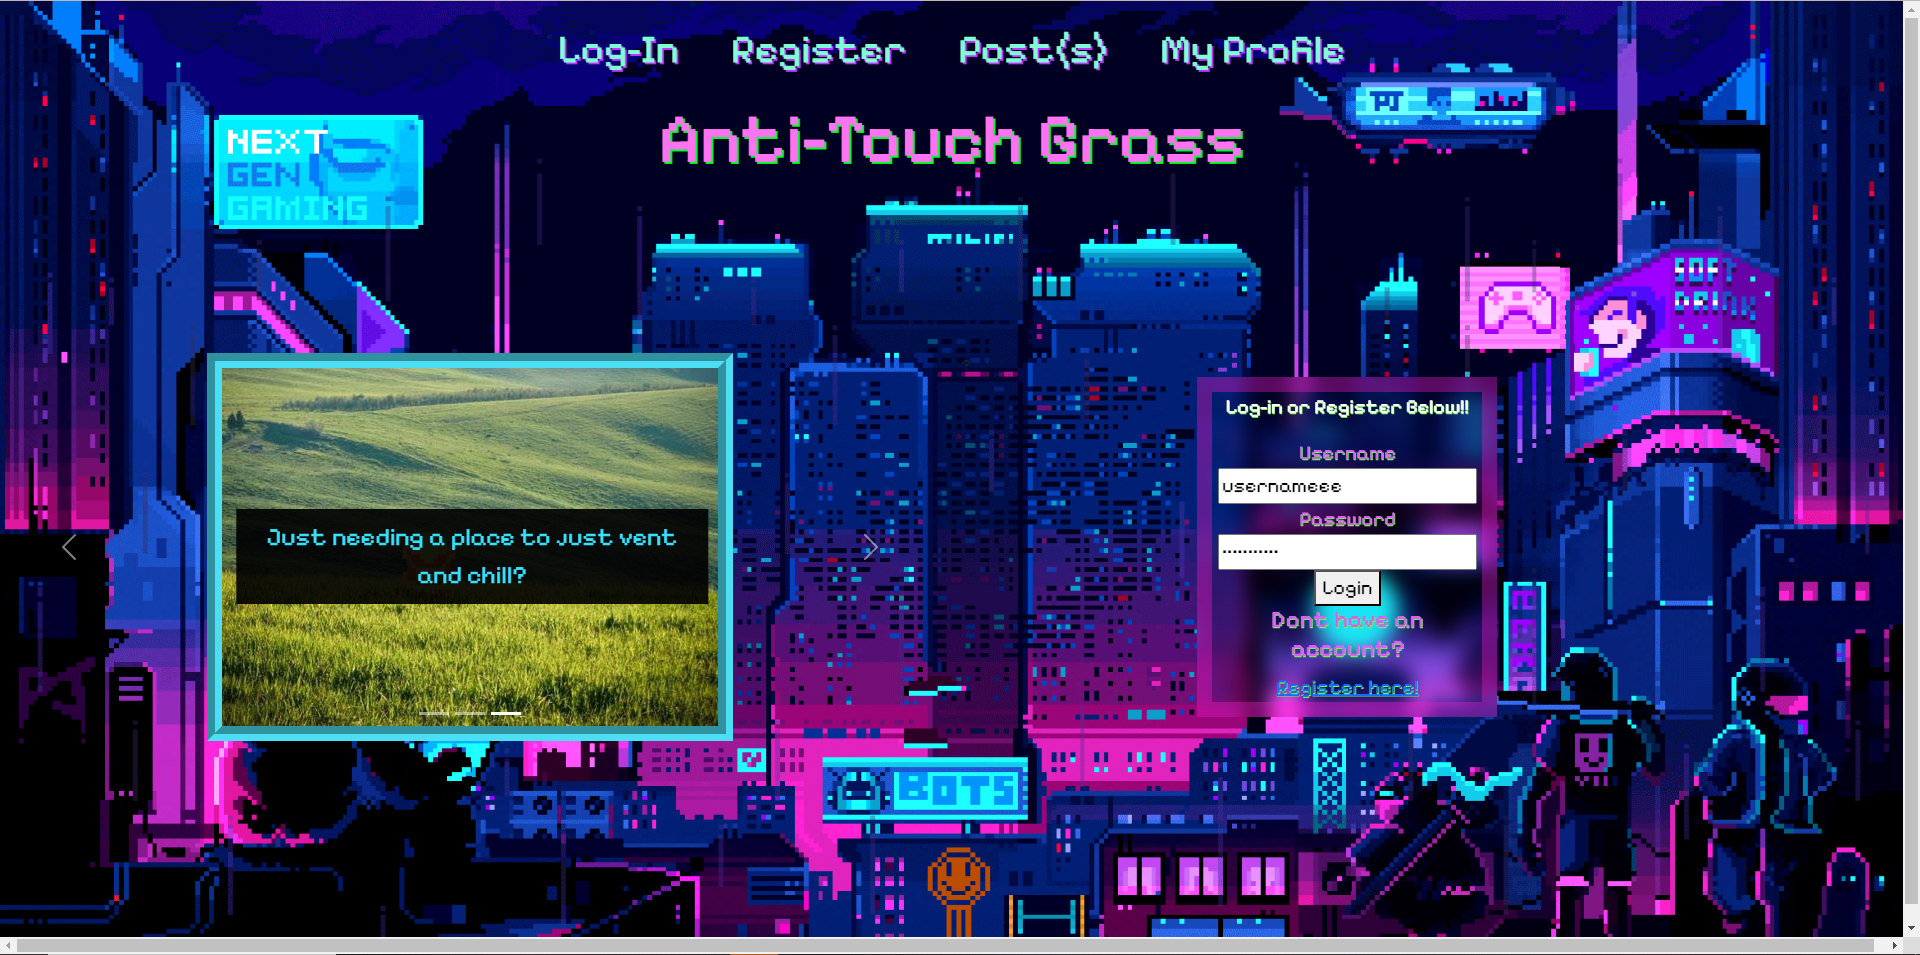 Log-In Register Post{s} My Profile
Anti-Touch Grass
NEXT
GEN
GAMING
SOFT
DRINK
Just needing a place to just vent
and chill?
Log-in or Register Below!!
Username
usernameee
Password
•••••••••••
Login
Dont have an
account?
Register here!
BOTS